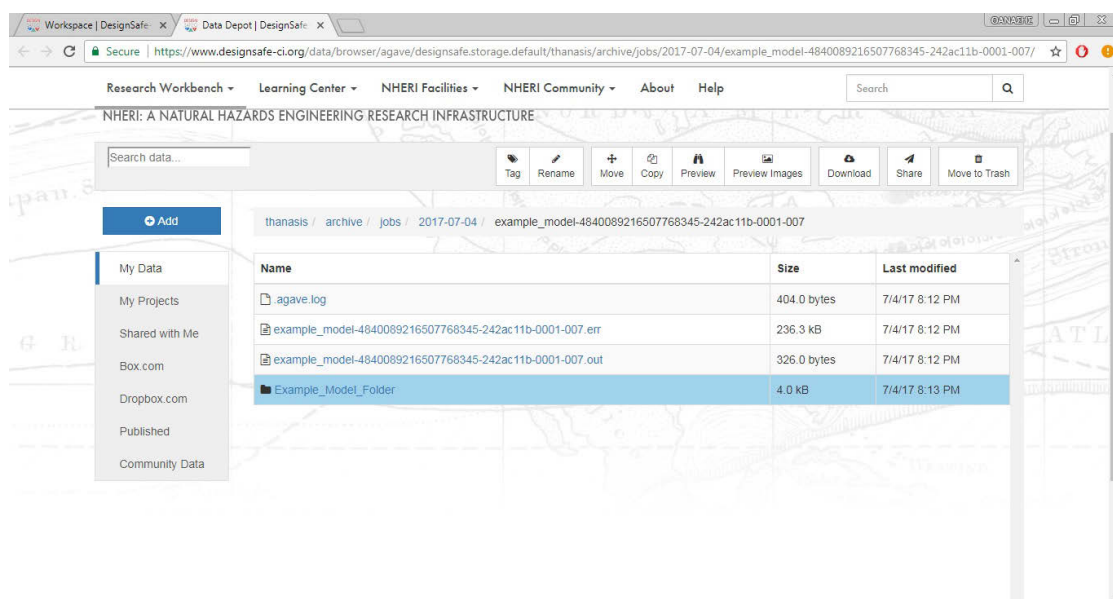 Workspace | DesignSafe
Data Depot | DesignSafe
Secure | https://www.designsafe-ci.org/data/browser/agave/designsafe.storage.default/thanasis/archive/jobs/2017-07-04/example_model-4840089216507768345-242ac11b-0001-007/
Research Workbench Learning Center NHERI Facilities NHERI Community About Help Search
NHERI: A NATURAL HAZARDS ENGINEERING RESEARCH INFRASTRUCTURE
Search data...
Tag Rename Move Copy Preview Preview Images Download Share Move to Trash
Add
thanasis / archive / jobs / 2017-07-04 / example_model-4840089216507768345-242ac11b-0001-007
My Data
My Projects
Shared with Me
Box.com
Dropbox.com
Published
Community Data
Name Size Last modified
.agave.log 404.0 bytes 7/4/17 8:12 PM
example_model-4840089216507768345-242ac11b-0001-007.err 236.3 kB 7/4/17 8:12 PM
example_model-4840089216507768345-242ac11b-0001-007.out 326.0 bytes 7/4/17 8:12 PM
Example_Model_Folder 4.0 kB 7/4/17 8:13 PM